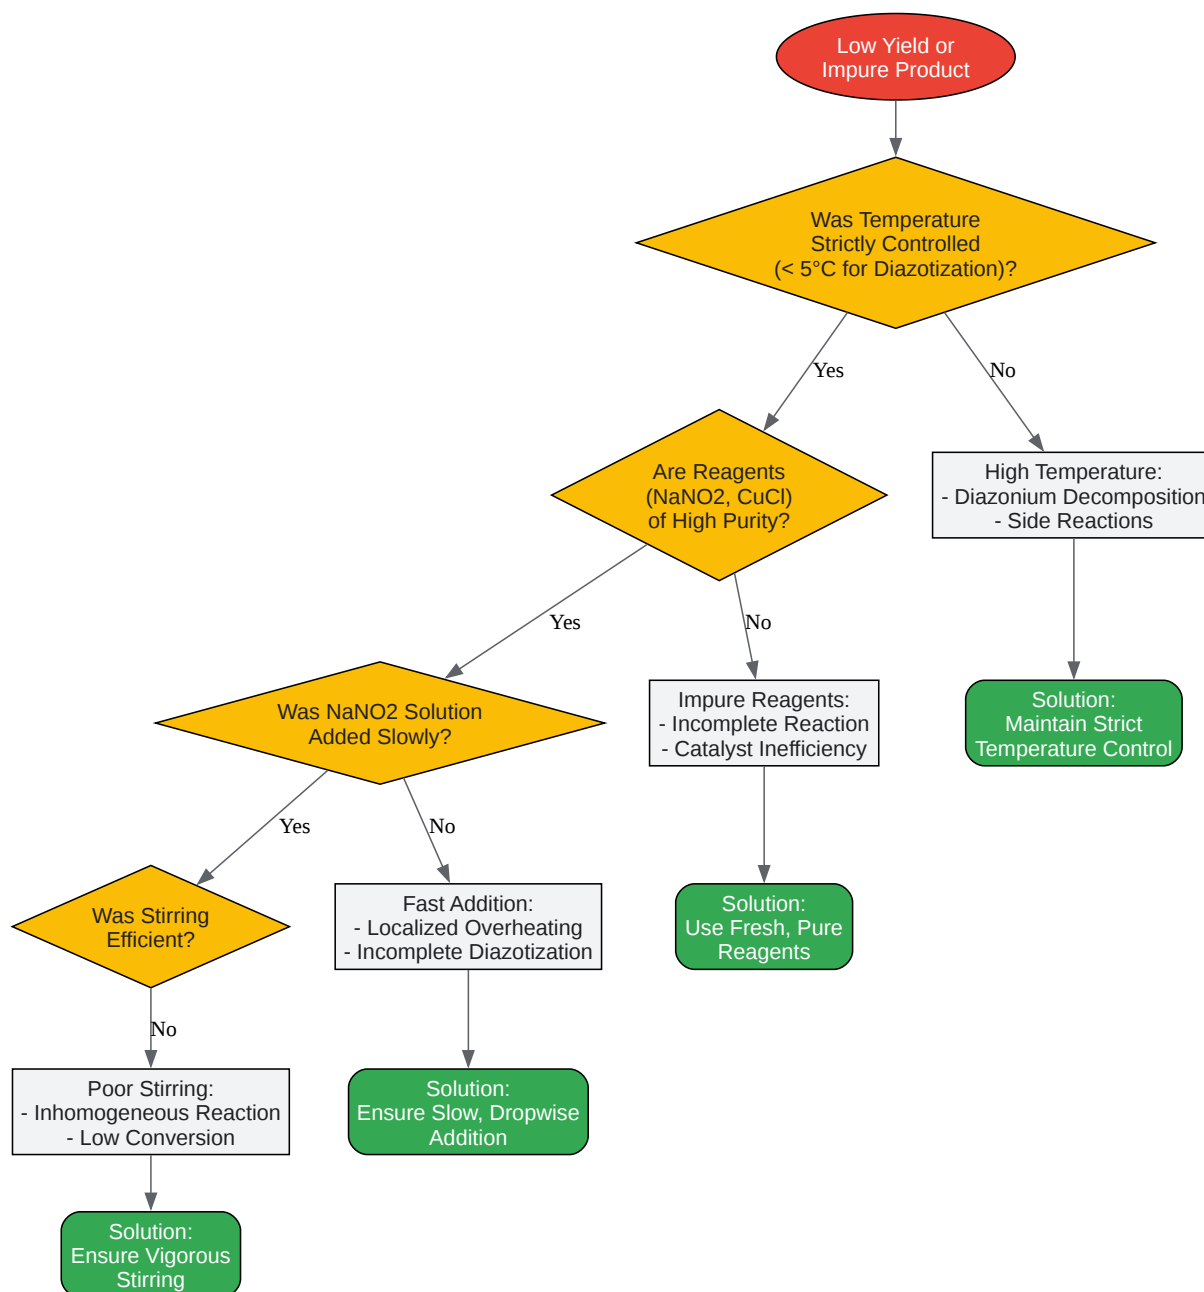 Low Yield or
Impure Product
Was Temperature
Strictly Controlled
(< 5°C for Diazotization)?
Yes
No
Are Reagents
(NaNO2, CuCl)
of High Purity?
High Temperature:
- Diazonium Decomposition
- Side Reactions
Yes
No
Was NaNO2 Solution
Added Slowly?
Impure Reagents:
- Incomplete Reaction
- Catalyst Inefficiency
Solution:
Maintain Strict
Temperature Control
Yes
No
Was Stirring
Efficient?
Fast Addition:
- Localized Overheating
- Incomplete Diazotization
Solution:
Use Fresh, Pure
Reagents
No
Poor Stirring:
- Inhomogeneous Reaction
- Low Conversion
Solution:
Ensure Slow, Dropwise
Addition
Solution:
Ensure Vigorous
Stirring